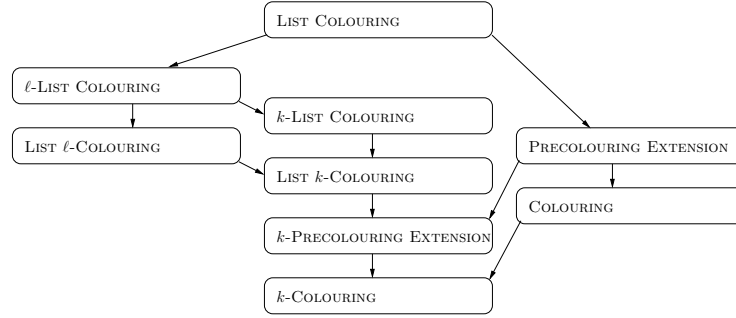 LIST COLOURING
ℓ-LIST COLOURING
k-LIST COLOURING
LIST ℓ-COLOURING
PRECOLOURING EXTENSION
LIST k-COLOURING
COLOURING
k-PRECOLOURING EXTENSION
k-COLOURING